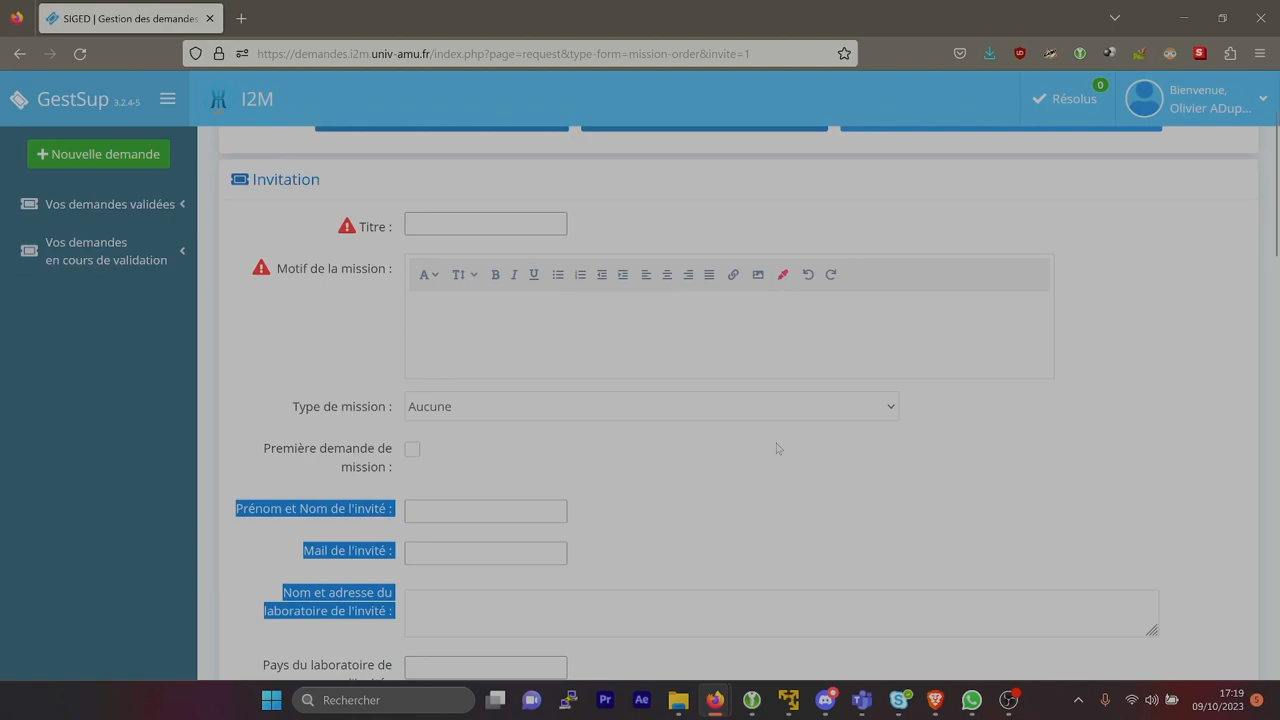 SIGED | Gestion des demandes
https://demandes.i2m.univ-amu.fr/index.php?page=request&type-form=mission-order&invite=1
GestSup 3.2.4-5
I2M
Résolus
0
Bienvenue,
Olivier ADup...
Nouvelle demande
Vos demandes validées
Vos demandes
en cours de validation
Invitation
Titre :
Motif de la mission :
Type de mission :
Aucune
Première demande de
mission :
Prénom et Nom de l'invité :
Mail de l'invité :
Nom et adresse du
laboratoire de l'invité :
Pays du laboratoire de
Rechercher
Pr
Ae
17:19
09/10/2023